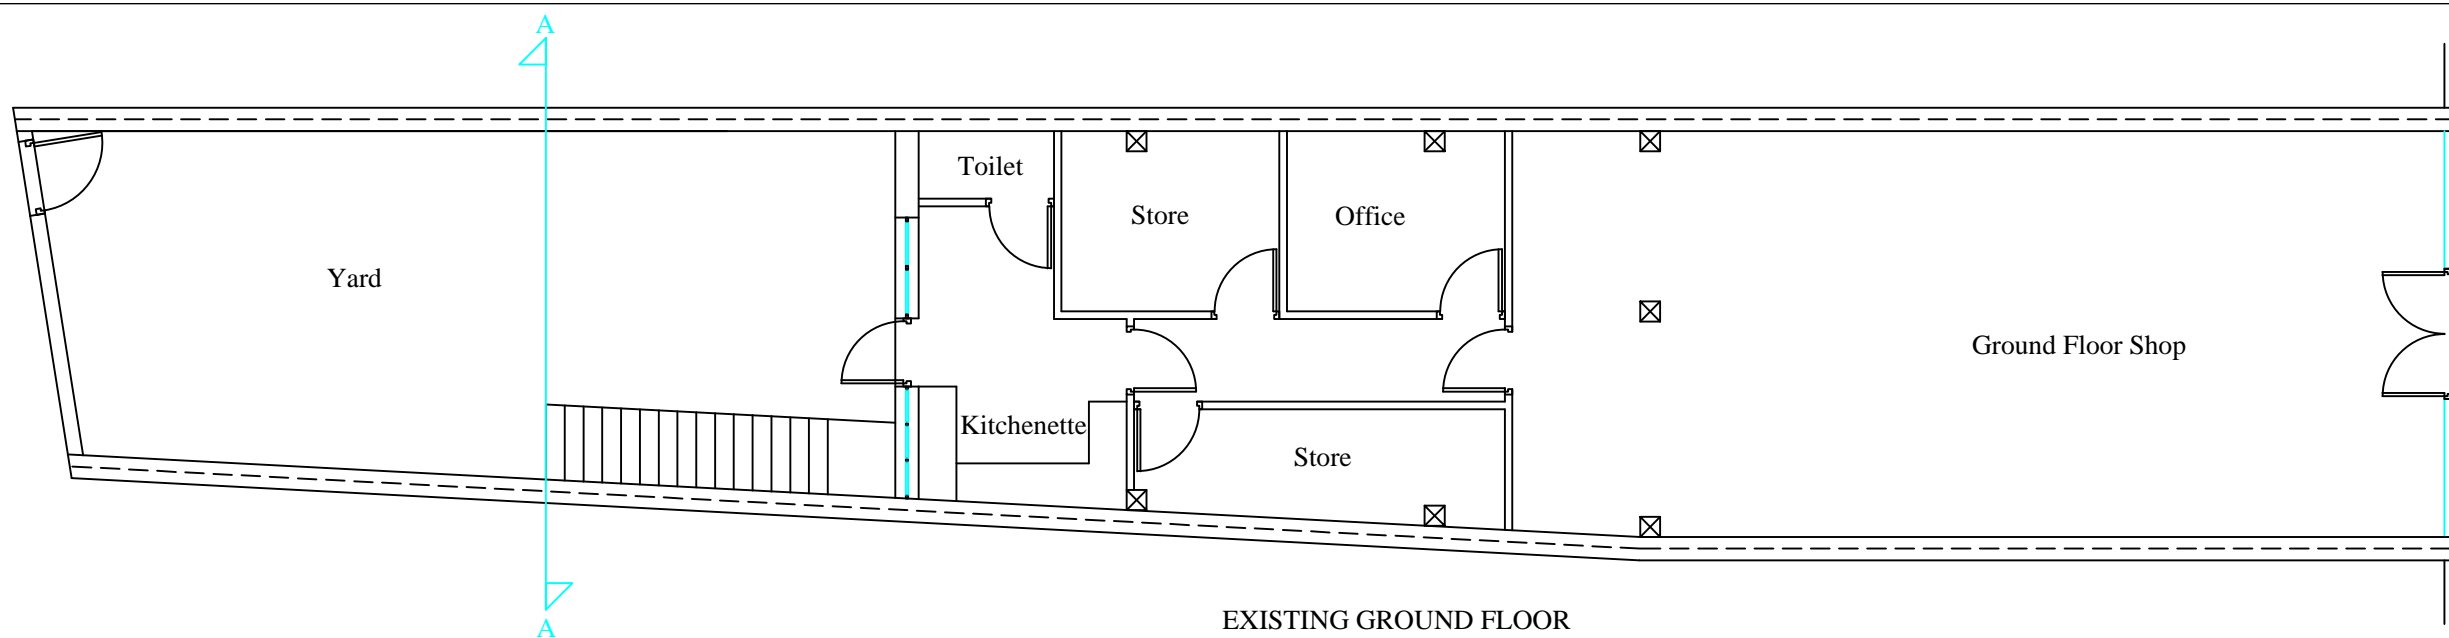 A
Toilet
Store
Office
Yard
Ground Floor Shop
Kitchenette
Store
EXISTING GROUND FLOOR
A